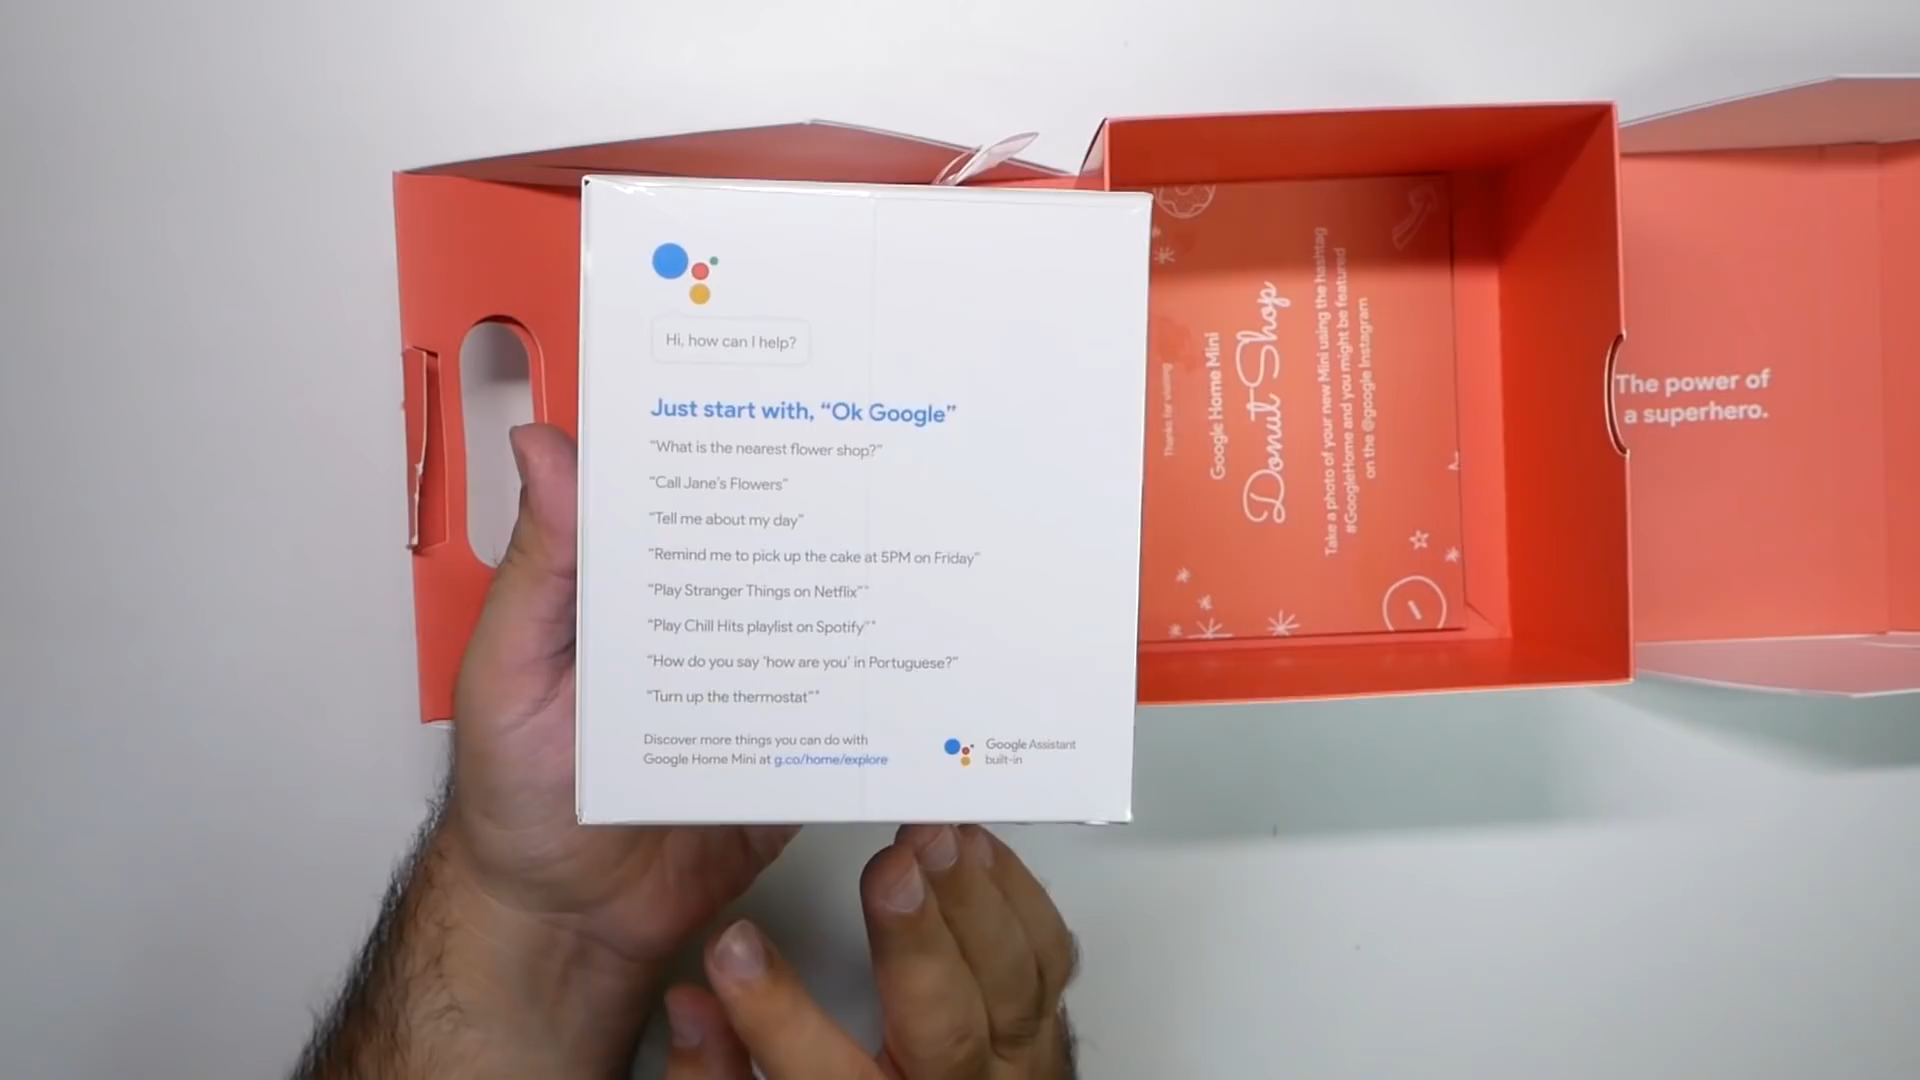 Hi, how can I help?
Just start with, “Ok Google”
“What is the nearest flower shop?”
“Call Jane’s Flowers”
“Tell me about my day”
“Remind me to pick up the cake at 5PM on Friday”
“Play Stranger Things on Netflix”*
“Play Chill Hits playlist on Spotify”*
“How do you say ‘how are you’ in Portuguese?”
“Turn up the thermostat”*
Discover more things you can do with
Google Home Mini at g.co/home/explore
Google Assistant
built-in
Thanks for visiting
Google Home Mini
Donut Shop
Take a photo of your new Mini using the hashtag
#GoogleHome and you might be featured
on the @google Instagram
The power of
a superhero.